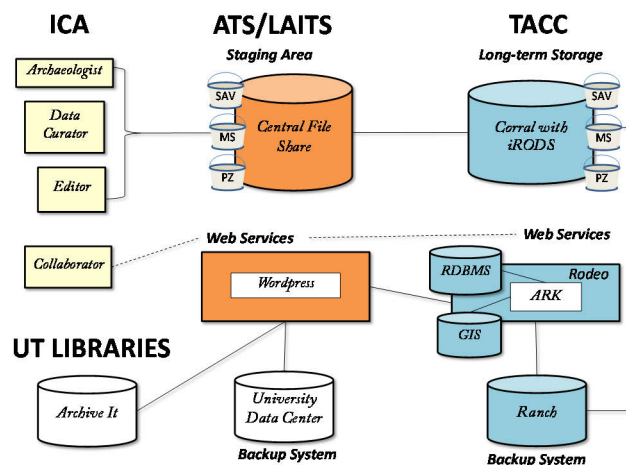 ICA
ATS/LAITS
TACC
Staging Area
Long-term Storage
Archaeologist
Data
Curator
Editor
Collaborator
SAV
MS
PZ
Central File
Share
Corral with
iRODS
SAV
MS
PZ
Web Services
Web Services
Wordpress
RDBMS
Rodeo
ARK
GIS
UT LIBRARIES
Archive It
University
Data Center
Ranch
Backup System
Backup System